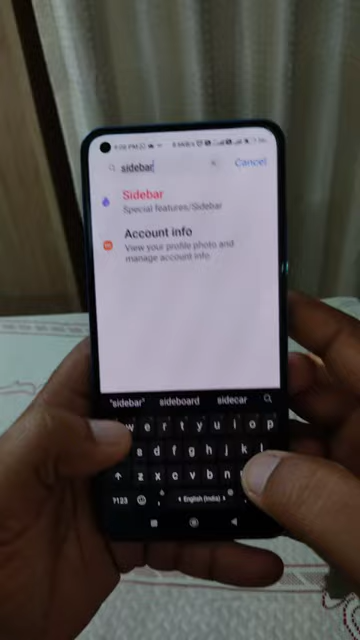 sidebar
Cancel
Sidebar
Special features/Sidebar
Account info
View your profile photo and
manage account info
"sidebar" sideboard sidecar
w e r t y u i o p
s d f g h j k l
z x c v b n
?123 , English (India) .